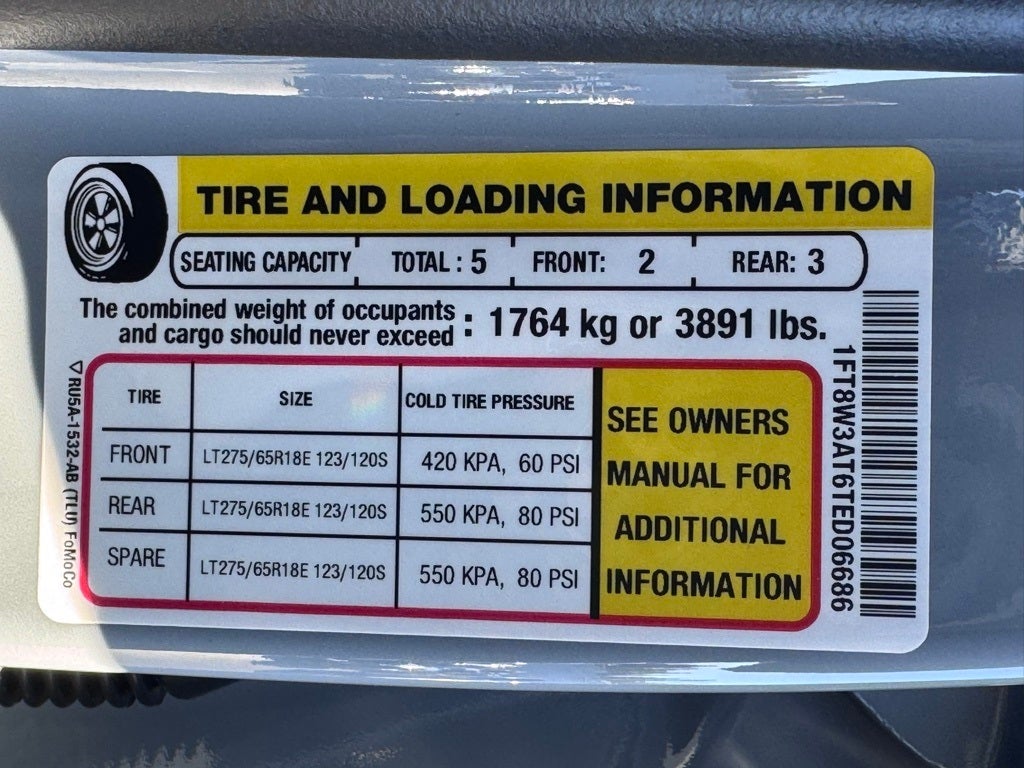 TIRE AND LOADING INFORMATION
SEATING CAPACITY TOTAL : 5 FRONT: 2 REAR: 3
The combined weight of occupants
and cargo should never exceed : 1764 kg or 3891 lbs.
TIRE SIZE COLD TIRE PRESSURE
FRONT LT275/65R18E 123/120S 420 KPA, 60 PSI
REAR LT275/65R18E 123/120S 550 KPA, 80 PSI
SPARE LT275/65R18E 123/120S 550 KPA, 80 PSI
SEE OWNERS
MANUAL FOR
ADDITIONAL
INFORMATION
1FT8W3AT6TED06686
RU5A-1532-AB (TLU) FoMoCo